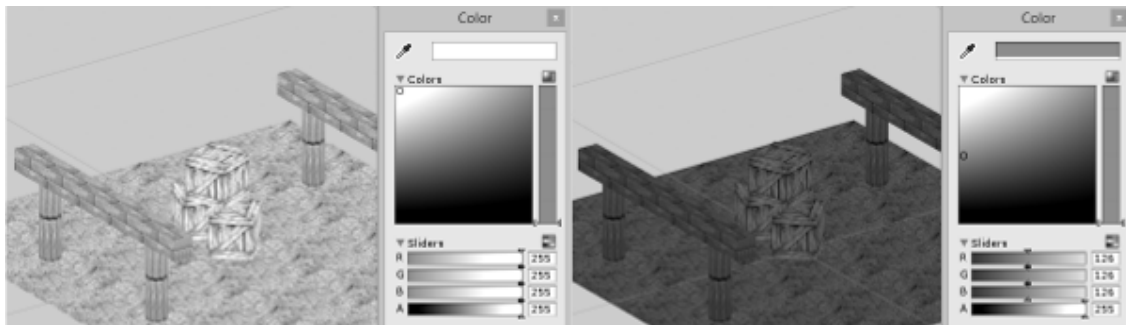 Color
Colors
Sliders
R 255
G 255
B 255
A 255
Color
Colors
Sliders
R 126
G 126
B 126
A 255